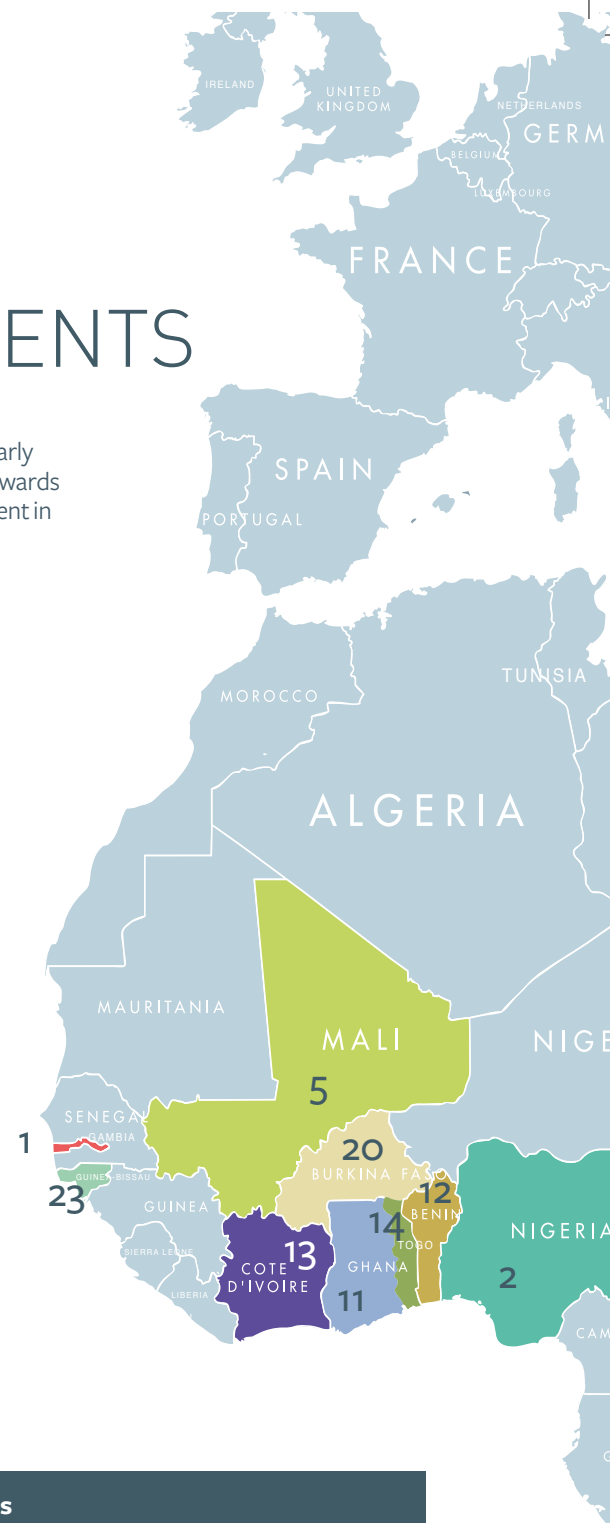 IRELAND
UNITED
KINGDOM
NETHERLANDS
GERM
BELGIUM
LUXEMBOURG
FRANCE
ENTS
arly
wards
ent in
SPAIN
PORTUGAL
TUNISIA
MOROCCO
ALGERIA
MAURITANIA
MALI
NIGE
5
SENEGAL
GAMBIA
1
20
BURKINA FASO
GUINEA-BISSAU
23
12
GUINEA
BENIN
14
NIGERIA
TOGO
13
SIERRA LEONE
COTE
D'IVOIRE
GHANA
2
LIBERIA
11
CAM
G
s